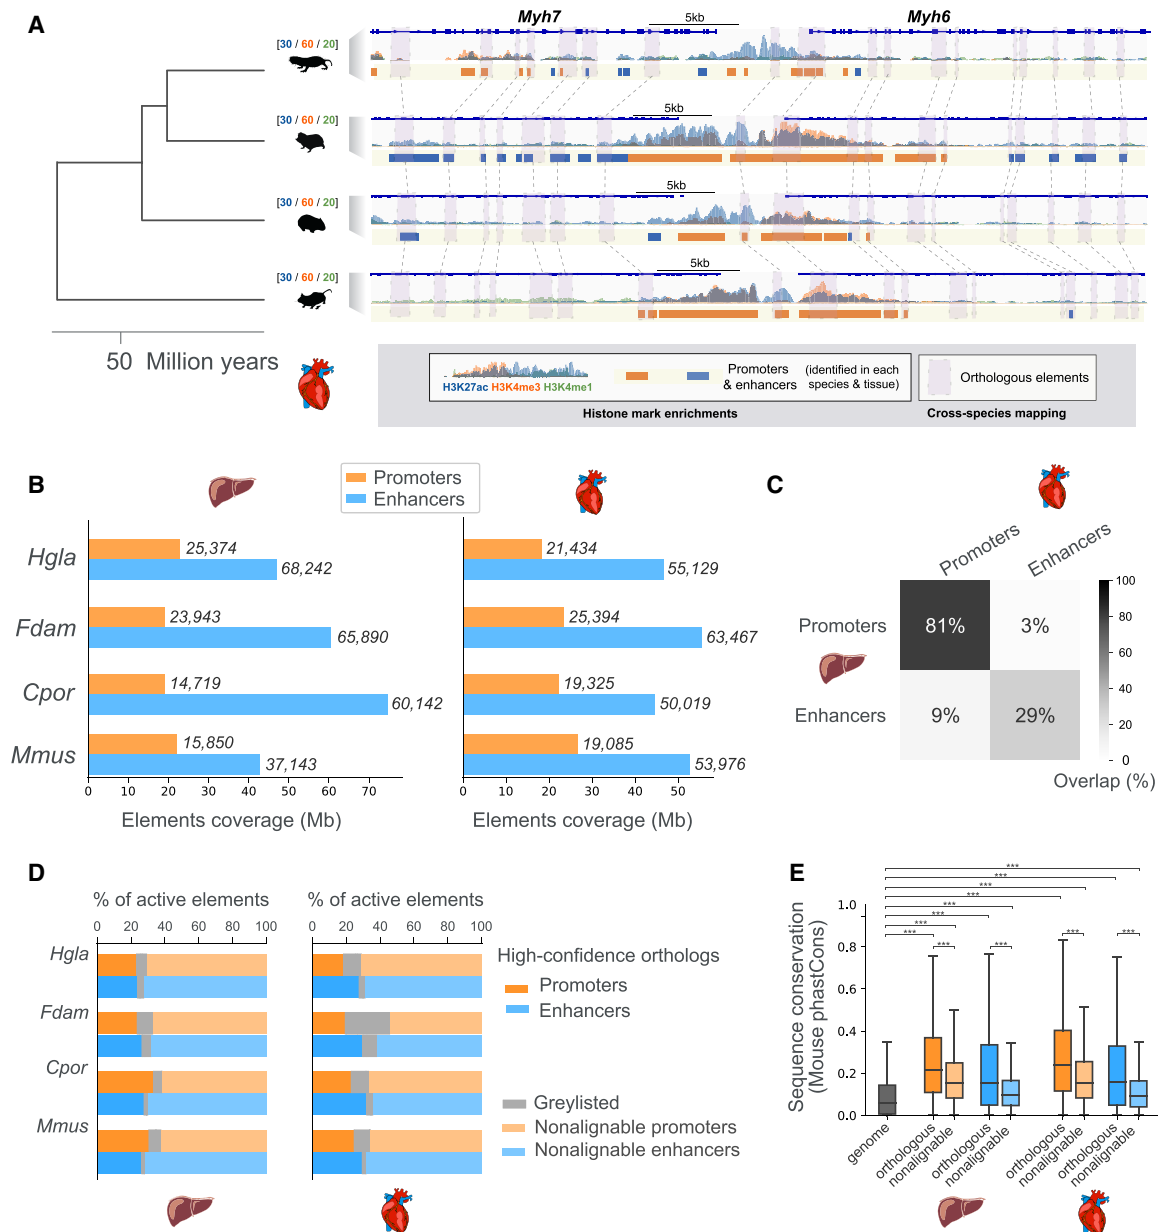 A
Myh7
5kb
Myh6
[30 / 60 / 20]
5kb
[30 / 60 / 20]
5kb
[30 / 60 / 20]
5kb
[30 / 60 / 20]
50 Million years
H3K27ac H3K4me3 H3K4me1
Promoters
& enhancers
(identified in each
species & tissue)
Orthologous elements
Histone mark enrichments
Cross-species mapping
B
Promoters
Enhancers
Hgla
25,374
68,242
21,434
55,129
Fdam
23,943
65,890
25,394
63,467
Cpor
14,719
60,142
19,325
50,019
Mmus
15,850
37,143
19,085
53,976
0 10 20 30 40 50 60 70
0 10 20 30 40 50
Elements coverage (Mb)
Elements coverage (Mb)
C
Promoters
Enhancers
Promoters
81%
3%
Enhancers
9%
29%
100
80
60
40
20
0
Overlap (%)
D
% of active elements
% of active elements
0 20 40 60 80 100
0 20 40 60 80 100
Hgla
Fdam
Cpor
Mmus
High-confidence orthologs
Promoters
Enhancers
Greylisted
Nonalignable promoters
Nonalignable enhancers
E
Sequence conservation
(Mouse phastCons)
1.0
0.8
0.6
0.4
0.2
0.0
***
***
***
***
***
***
***
***
***
***
***
***
genome
orthologous
nonalignable
orthologous
nonalignable
orthologous
nonalignable
orthologous
nonalignable